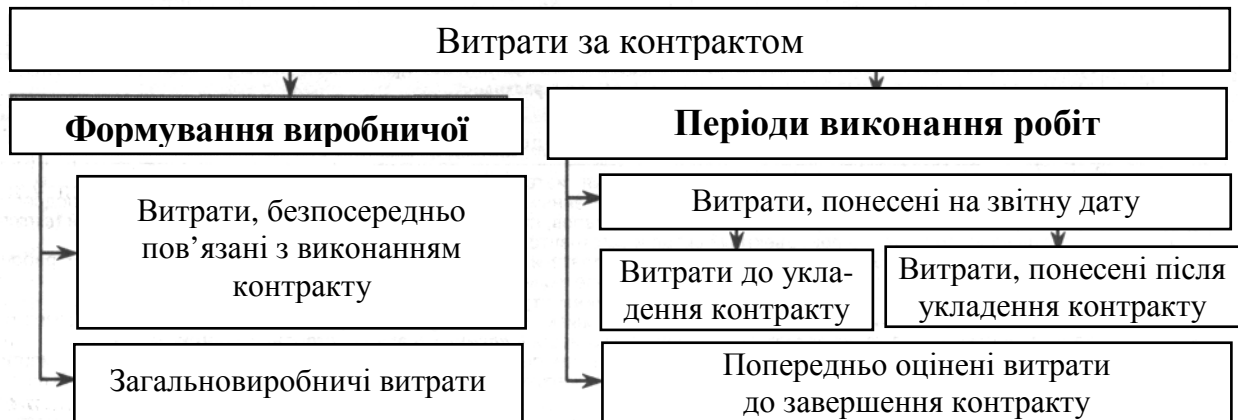 Витрати за контрактом
Формування виробничої
Періоди виконання робіт
Витрати, безпосередньо
пов’язані з виконанням
контракту
Загальновиробничі витрати
Витрати, понесені на звітну дату
Витрати до укла-
дення контракту
Витрати, понесені після
укладення контракту
Попередньо оцінені витрати
до завершення контракту